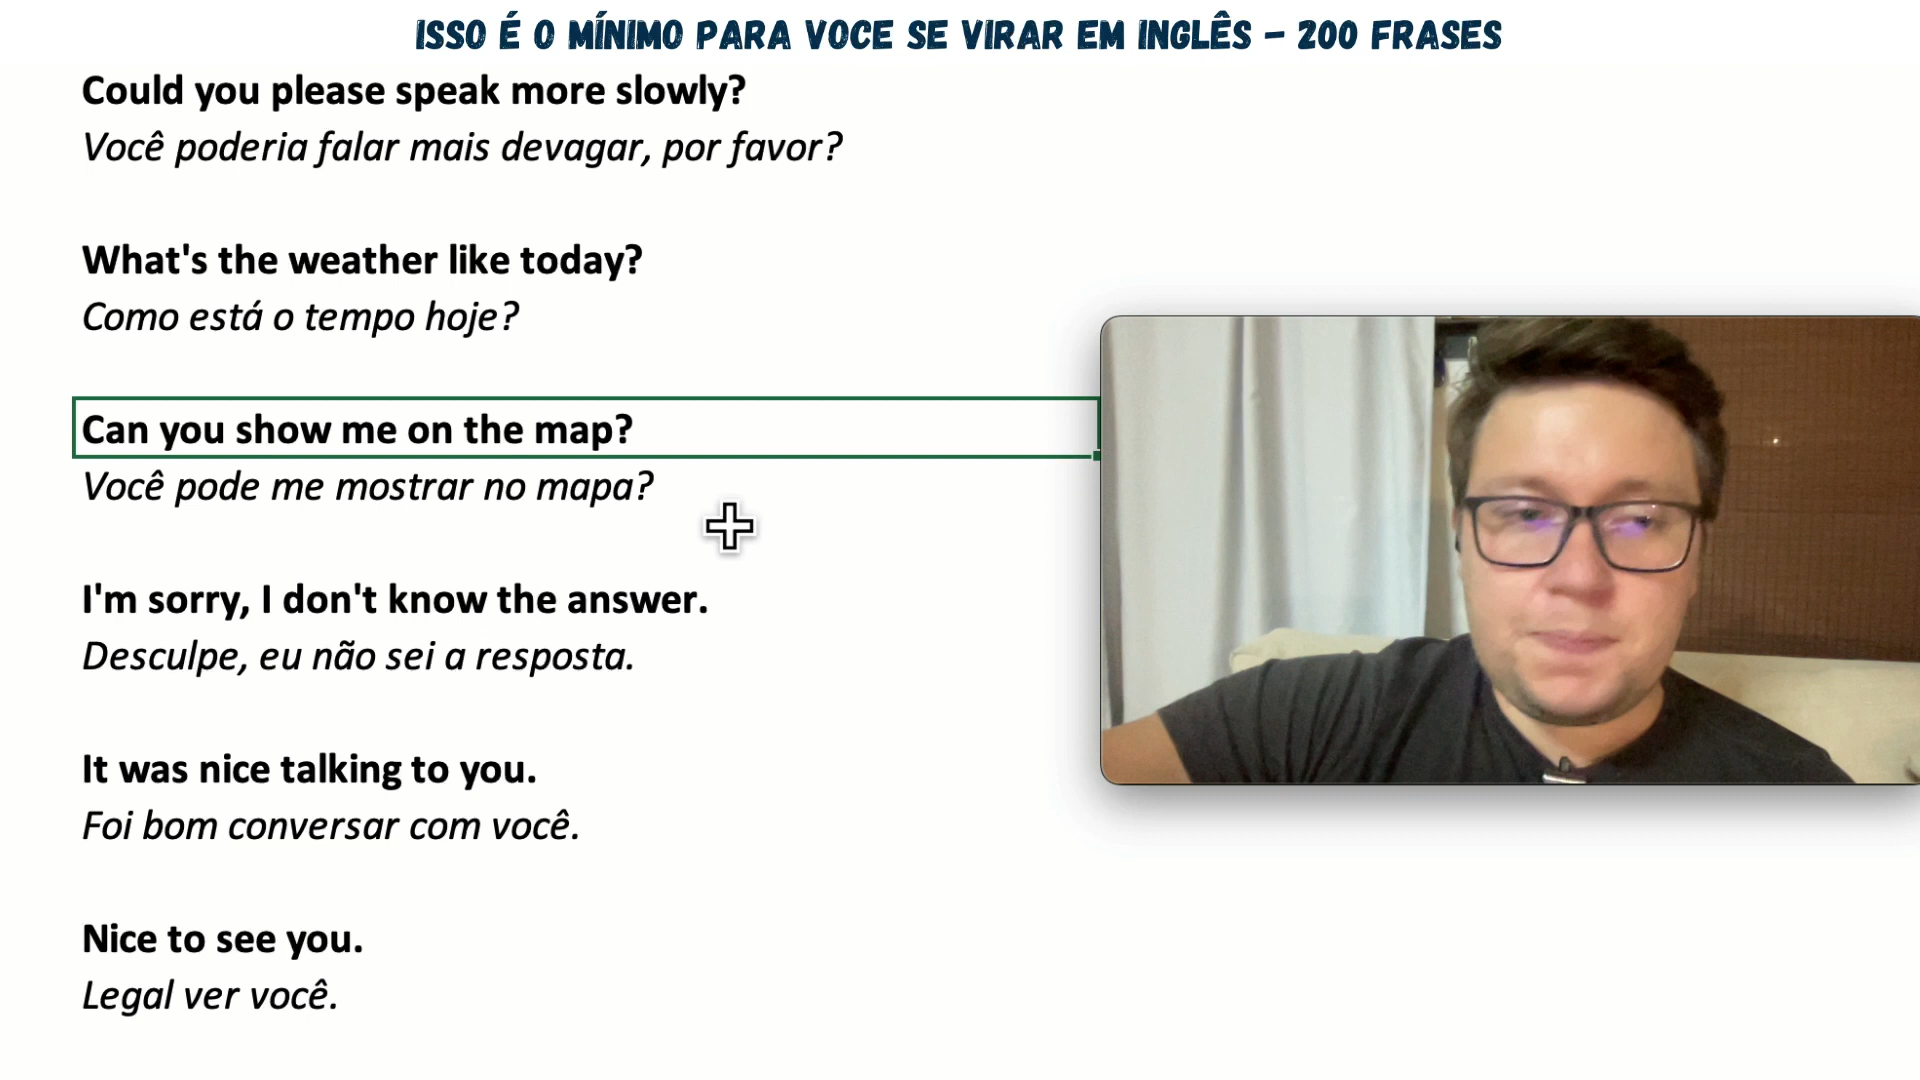 ISSO É O MÍNIMO PARA VOCE SE VIRAR EM INGLÊS – 200 FRASES
Could you please speak more slowly?
Você poderia falar mais devagar, por favor?
What's the weather like today?
Como está o tempo hoje?
Can you show me on the map?
Você pode me mostrar no mapa?
I'm sorry, I don't know the answer.
Desculpe, eu não sei a resposta.
It was nice talking to you.
Foi bom conversar com você.
Nice to see you.
Legal ver você.